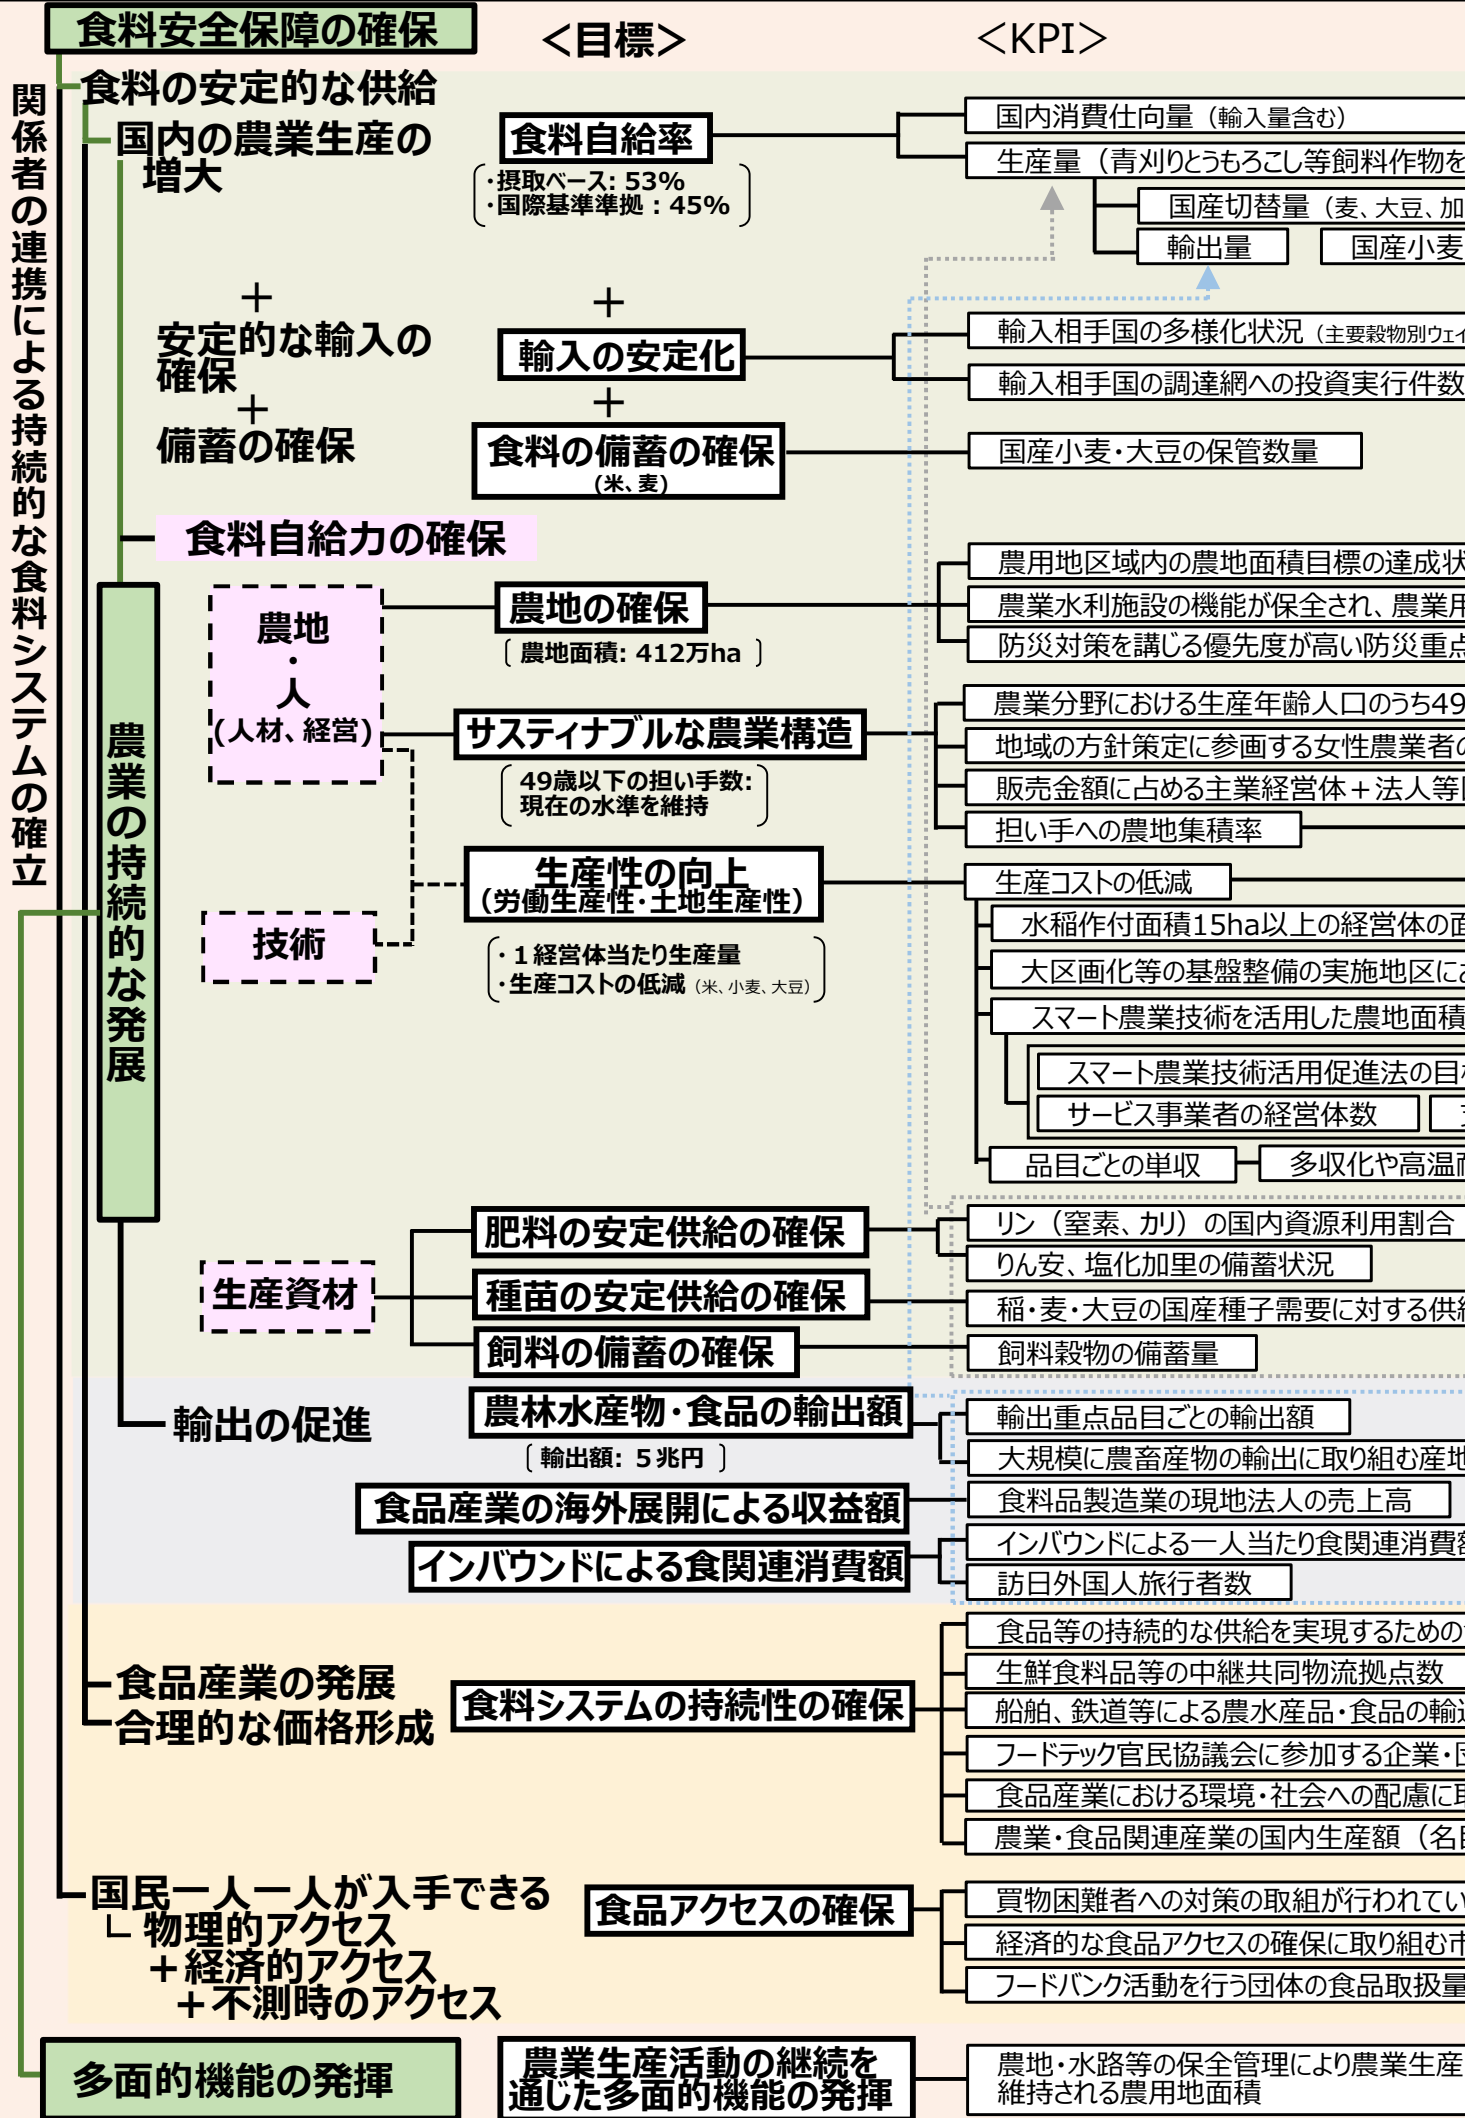 食料安全保障の確保
＜目標＞
＜KPI＞
関係者の連携による持続的な食料システムの確立
食料の安定的な供給
国内の農業生産の
増大
食料自給率
・摂取ベース: 53%
・国際基準準拠：45%
国内消費仕向量（輸入量含む）
生産量（青刈りとうもろこし等飼料作物を
国産切替量（麦、大豆、加
輸出量
国産小麦
＋
安定的な輸入の
確保
＋
輸入の安定化
輸入相手国の多様化状況（主要穀物別ウェイ
輸入相手国の調達網への投資実行件数
＋
備蓄の確保
＋
食料の備蓄の確保
(米、麦)
国産小麦・大豆の保管数量
食料自給力の確保
農業の持続的な発展
農地
・
人
(人材、経営)
農地の確保
農地面積: 412万ha
農用地区域内の農地面積目標の達成状
農業水利施設の機能が保全され、農業用
防災対策を講じる優先度が高い防災重点
サスティナブルな農業構造
49歳以下の担い手数:
現在の水準を維持
農業分野における生産年齢人口のうち49
地域の方針策定に参画する女性農業者の
販売金額に占める主業経営体＋法人等
担い手への農地集積率
技術
生産性の向上
（労働生産性・土地生産性）
・１経営体当たり生産量
・生産コストの低減（米、小麦、大豆）
生産コストの低減
水稲作付面積15ha以上の経営体の面
大区画化等の基盤整備の実施地区にお
スマート農業技術を活用した農地面積
スマート農業技術活用促進法の目
サービス事業者の経営体数
品目ごとの単収
多収化や高温耐
生産資材
肥料の安定供給の確保
リン（窒素、カリ）の国内資源利用割合
りん安、塩化加里の備蓄状況
種苗の安定供給の確保
稲・麦・大豆の国産種子需要に対する供給
飼料の備蓄の確保
飼料穀物の備蓄量
輸出の促進
農林水産物・食品の輸出額
輸出額: ５兆円
輸出重点品目ごとの輸出額
大規模に農畜産物の輸出に取り組む産地
食品産業の海外展開による収益額
食料品製造業の現地法人の売上高
インバウンドによる食関連消費額
インバウンドによる一人当たり食関連消費額
訪日外国人旅行者数
食品産業の発展
合理的な価格形成
食料システムの持続性の確保
食品等の持続的な供給を実現するための
生鮮食料品等の中継共同物流拠点数
船舶、鉄道等による農水産品・食品の輸送
フードテック官民協議会に参加する企業・団
食品産業における環境・社会への配慮に取
農業・食品関連産業の国内生産額（名目
国民一人一人が入手できる
物理的アクセス
＋経済的アクセス
＋不測時のアクセス
食品アクセスの確保
買物困難者への対策の取組が行われてい
経済的な食品アクセスの確保に取り組む市
フードバンク活動を行う団体の食品取扱量
多面的機能の発揮
農業生産活動の継続を
通じた多面的機能の発揮
農地・水路等の保全管理により農業生産
維持される農用地面積